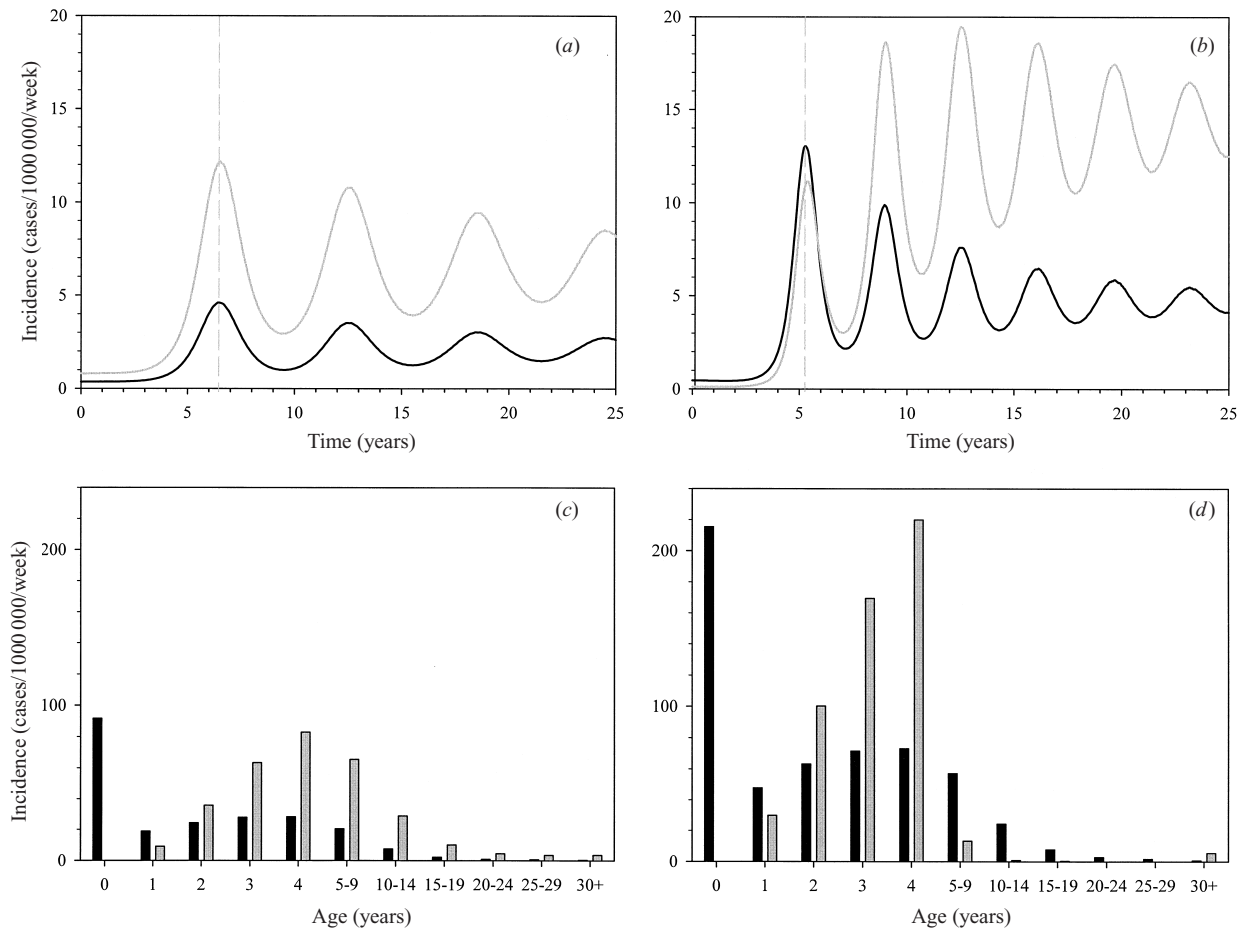 (a)
Incidence (cases/1000 000/week)
20
15
10
5
0
0 5 10 15 20 25
Time (years)
(b)
20
15
10
5
0
0 5 10 15 20 25
Time (years)
(c)
Incidence (cases/1000 000/week)
200
100
0
0 1 2 3 4 5-9 10-14 15-19 20-24 25-29 30+
Age (years)
(d)
200
100
0
0 1 2 3 4 5-9 10-14 15-19 20-24 25-29 30+
Age (years)